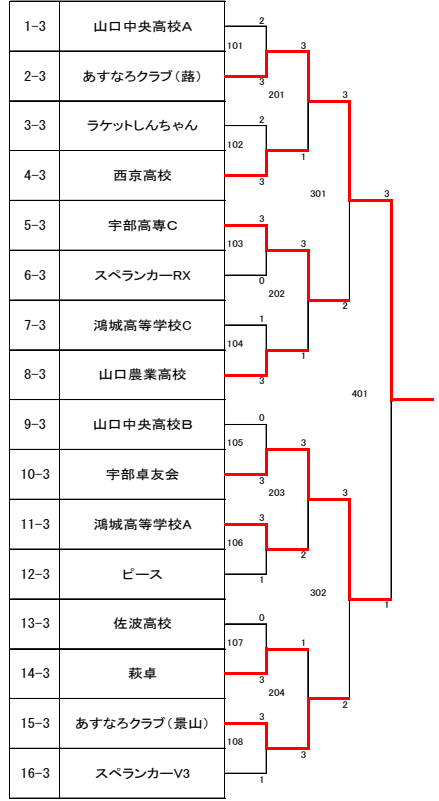 1-3 山口中央高校A
2-3 あすなろクラブ(蕗)
3-3 ラケットしんちゃん
4-3 西京高校
5-3 宇部高専C
6-3 スペランカーRX
7-3 鴻城高等学校C
8-3 山口農業高校
9-3 山口中央高校B
10-3 宇部卓友会
11-3 鴻城高等学校A
12-3 ピース
13-3 佐波高校
14-3 萩卓
15-3 あすなろクラブ(景山)
16-3 スペランカーV3
2
101
3
2
102
3
3
103
0
1
104
3
0
105
3
3
106
1
0
107
3
3
108
1
3
201
1
3
202
1
3
203
2
1
204
3
3
301
2
3
302
2
3
401
1